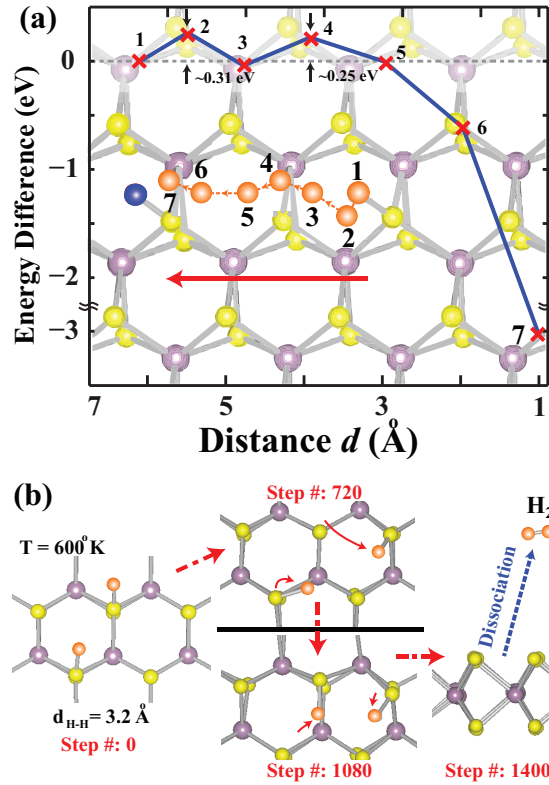 (a)
Energy Difference (eV)
0
−1
−2
−3
1
2
3
4
5
6
7
~0.31 eV
~0.25 eV
6
4
1
7
5
3
2
7
5
3
1
Distance d (Å)
(b)
Step #: 720
H2
T = 600°K
Dissociation
dH-H= 3.2 Å
Step #: 0
Step #: 1080
Step #: 1400